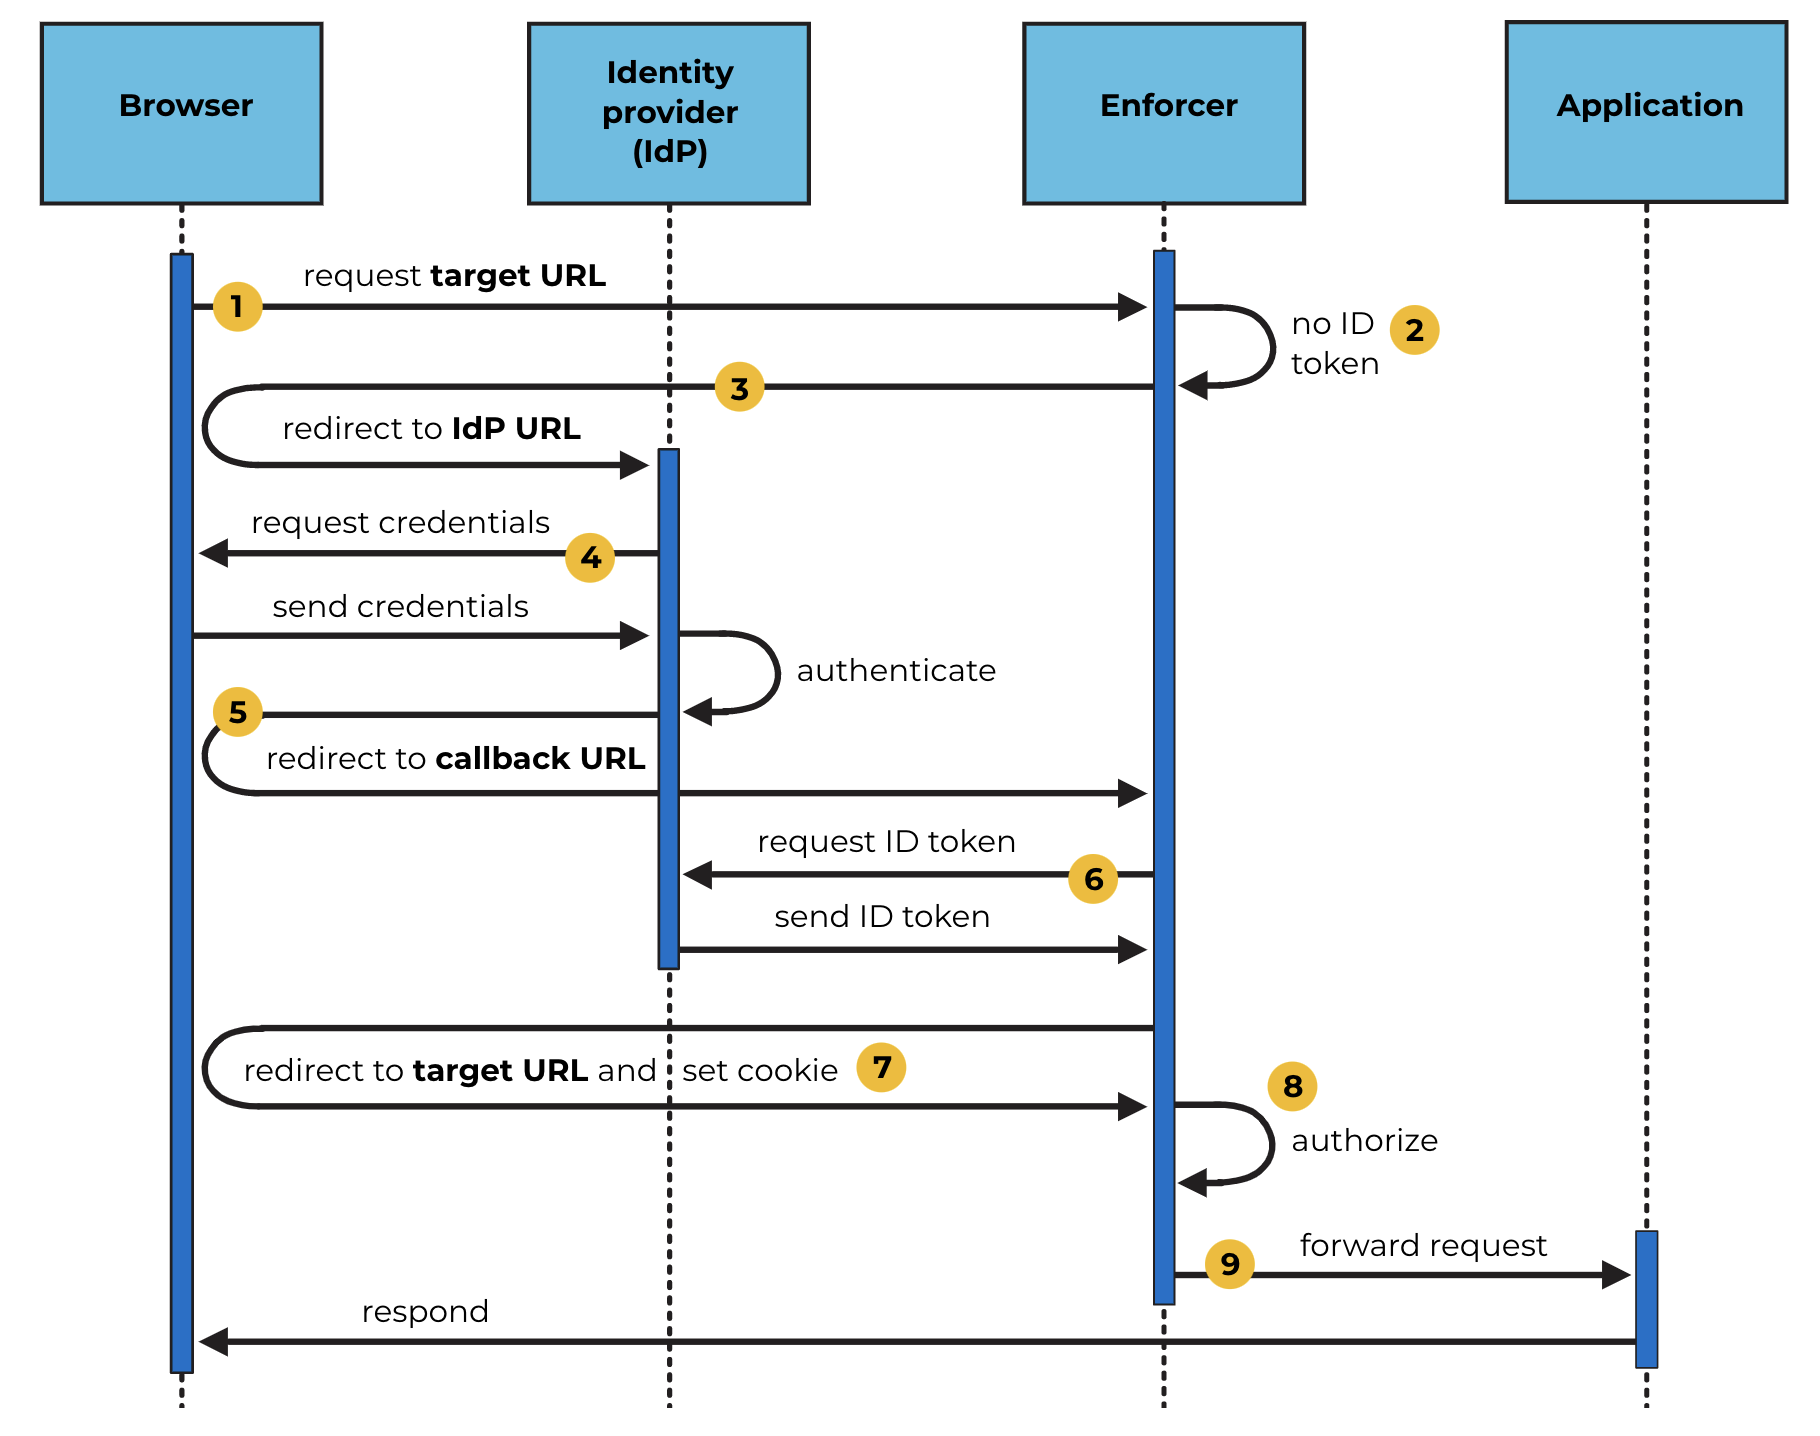 Browser
Identity
provider
(IdP)
Enforcer
Application
request target URL
1
no ID
token
2
3
redirect to IdP URL
request credentials
4
send credentials
authenticate
5
redirect to callback URL
request ID token
6
send ID token
redirect to target URL and set cookie
7
8
authorize
9
forward request
respond